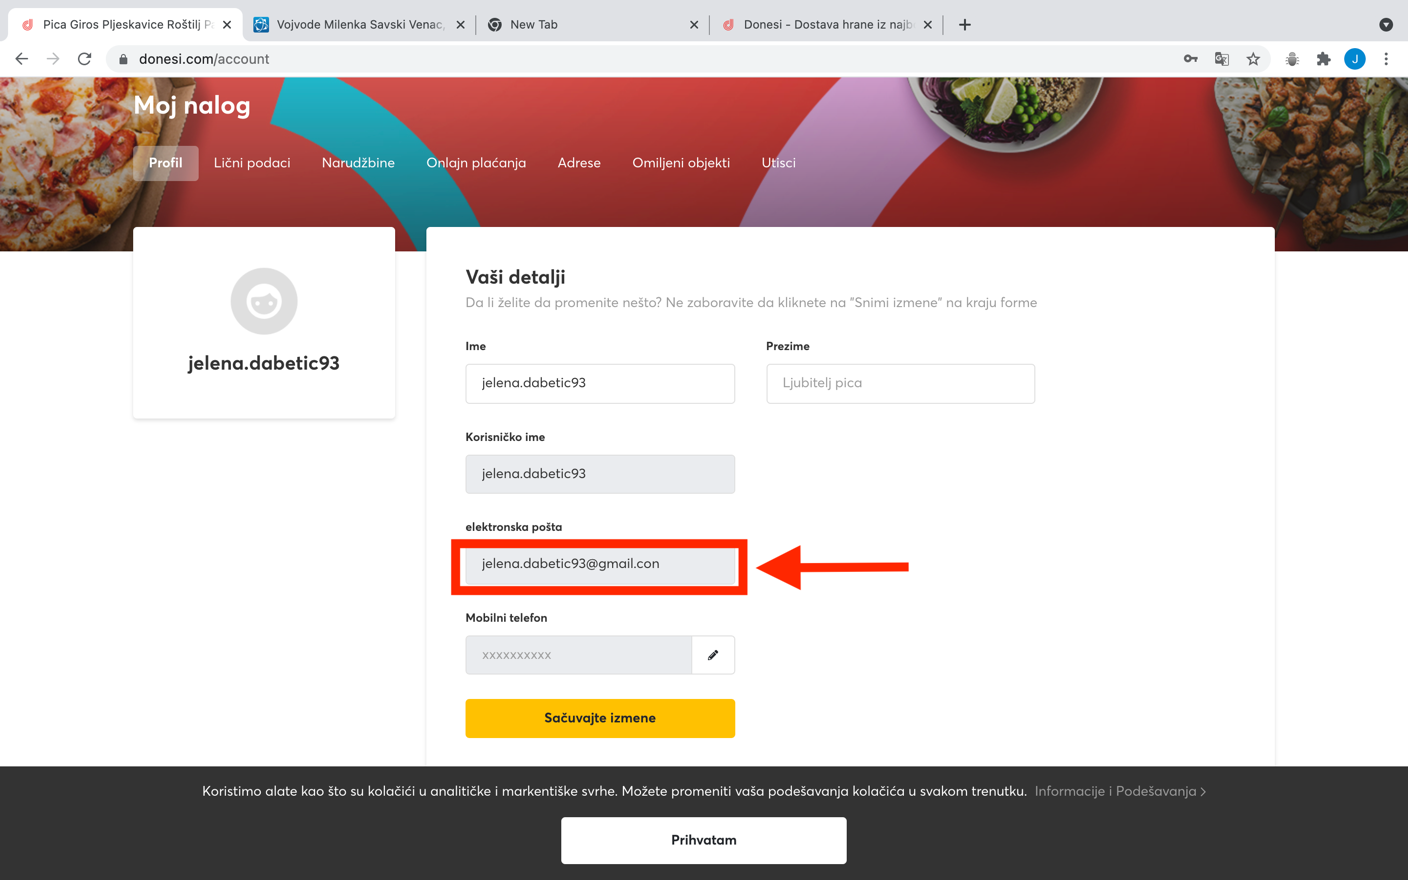 Pica Giros Pljeskavice Roštilj P
Vojvode Milenka Savski Venac,
New Tab
Donesi - Dostava hrane iz najb
donesi.com/account
J
Moj nalog
Profil
Lični podaci
Narudžbine
Onlajn plaćanja
Adrese
Omiljeni objekti
Utisci
jelena.dabetic93
Vaši detalji
Da li želite da promenite nešto? Ne zaboravite da kliknete na "Snimi izmene" na kraju forme
Ime
Prezime
jelena.dabetic93
Ljubitelj pica
Korisničko ime
jelena.dabetic93
elektronska pošta
jelena.dabetic93@gmail.con
Mobilni telefon
xxxxxxxxxx
Sačuvajte izmene
Koristimo alate kao što su kolačići u analitičke i markentiške svrhe. Možete promeniti vaša podešavanja kolačića u svakom trenutku. Informacije i Podešavanja >
Prihvatam